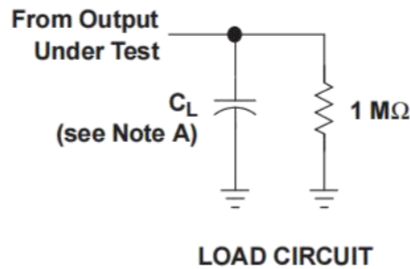 From Output
Under Test
CL
(see Note A)
1 MΩ
LOAD CIRCUIT